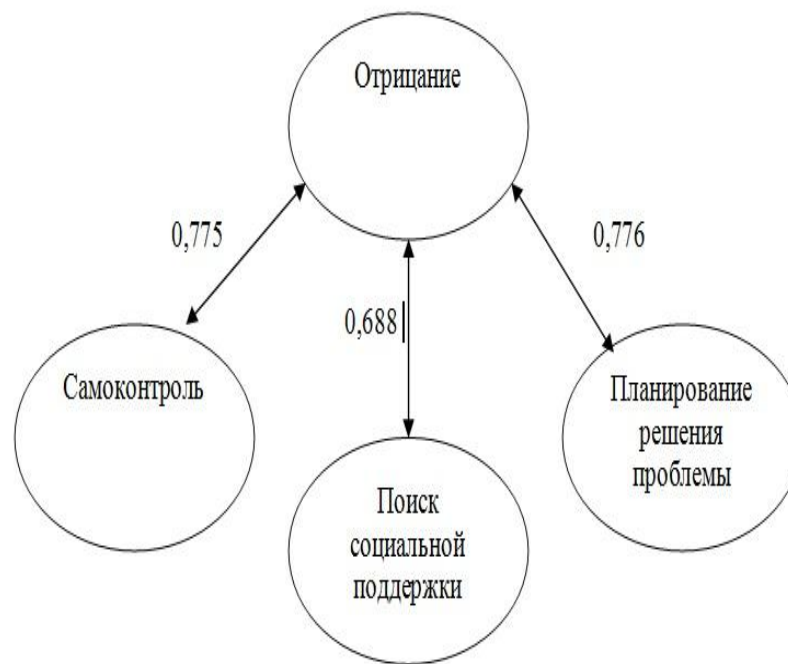 Отрицание
0,775
0,776
0,688
Самоконтроль
Поиск
социальной
поддержки
Планирование
решения
проблемы